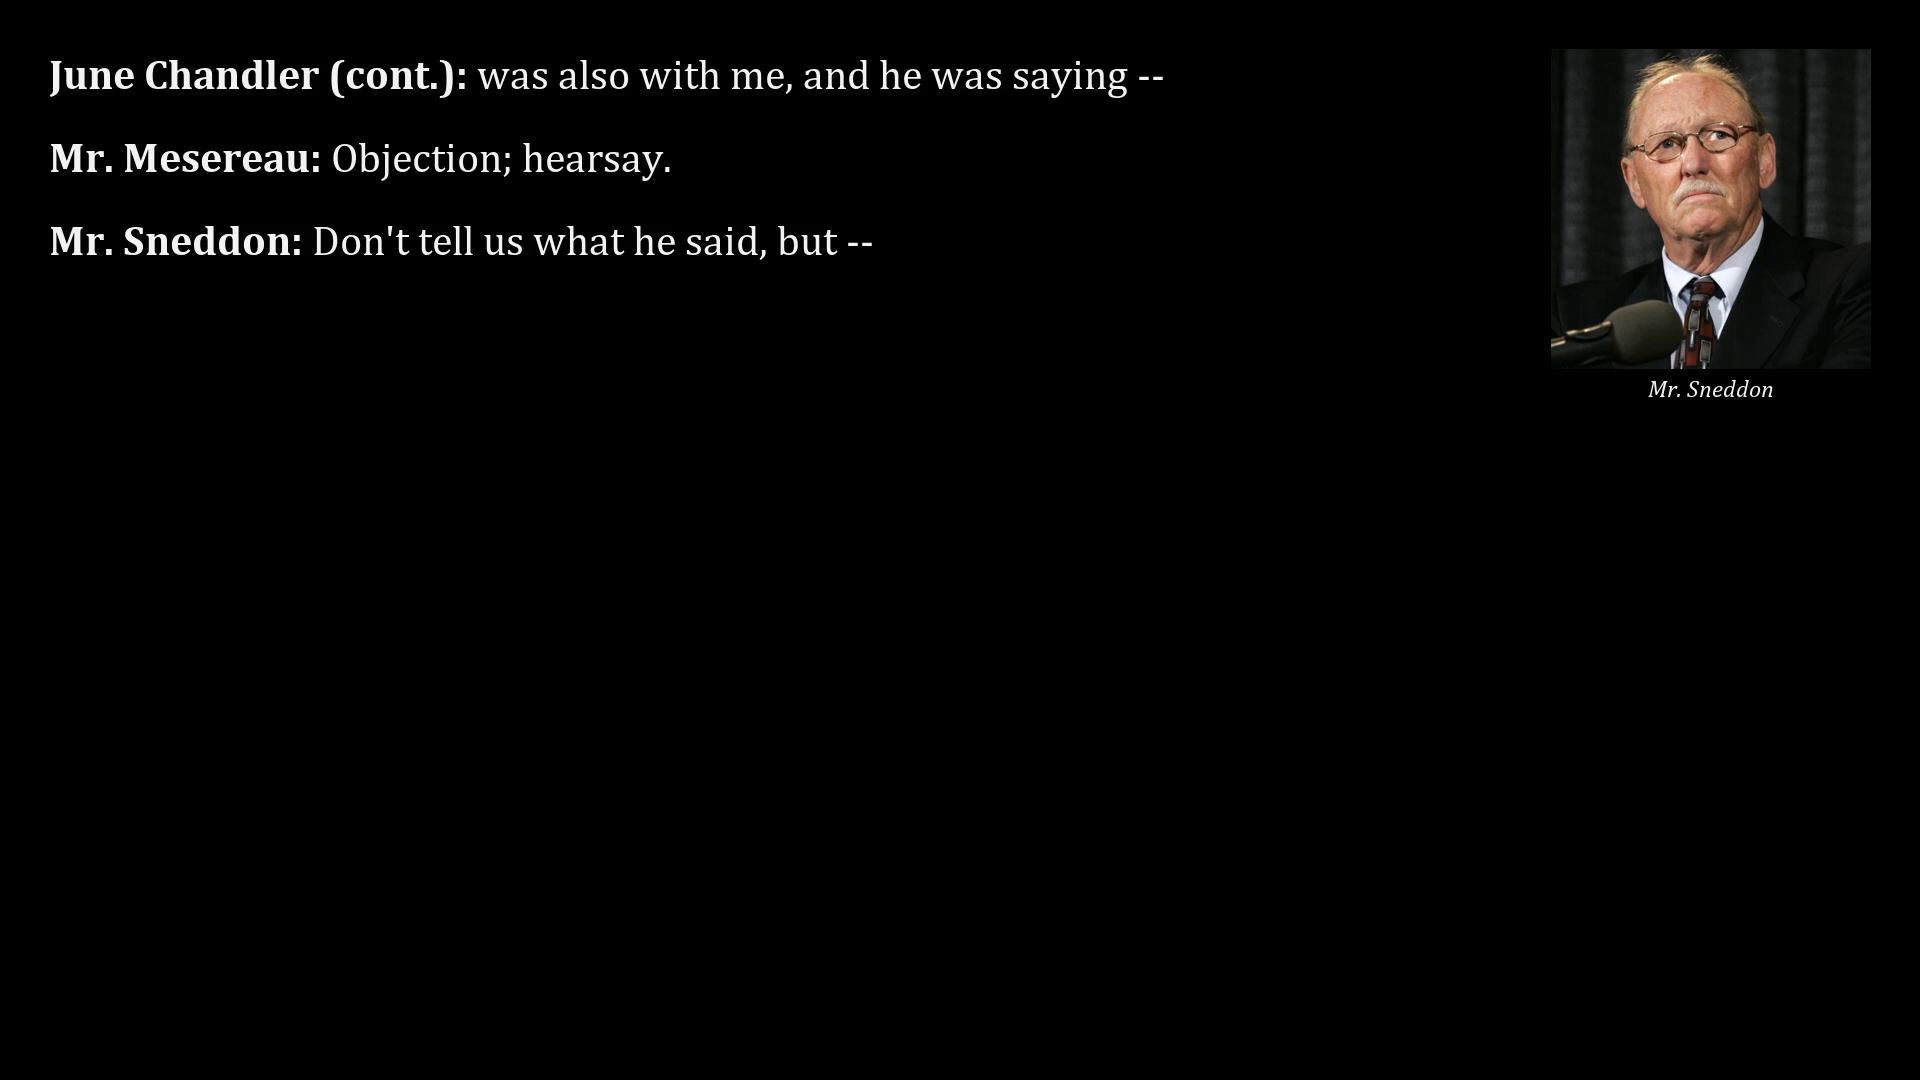 June Chandler (cont.): was also with me, and he was saying --
Mr. Mesereau: Objection; hearsay.
Mr. Sneddon: Don't tell us what he said, but --
Mr. Sneddon